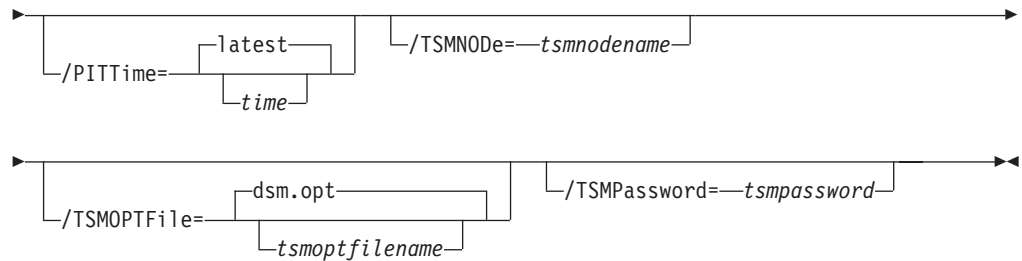 latest
/TSMNODe= tsmnodename
/PITTime=
time
dsm.opt
/TSMPassword= tsmpassword
/TSMOPTFile=
tsmoptfilename